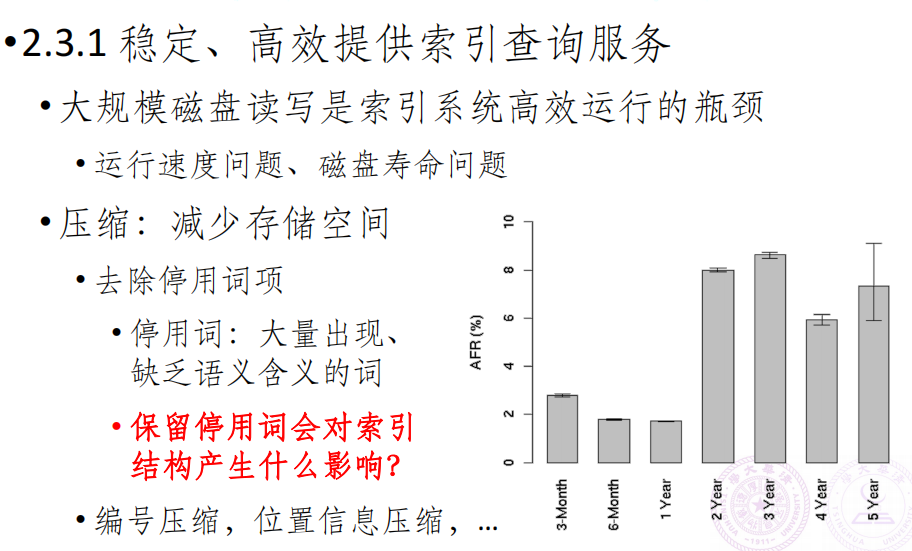 •2.3.1 稳定、高效提供索引查询服务
•大规模磁盘读写是索引系统高效运行的瓶颈
•运行速度问题、磁盘寿命问题
•压缩：减少存储空间
•去除停用词项
•停用词：大量出现、
缺乏语义含义的词
•保留停用词会对索引
结构产生什么影响？
•编号压缩，位置信息压缩，…
AFR (%)
10
8
6
4
2
0
3-Month
6-Month
1 Year
2 Year
3 Year
4 Year
5 Year